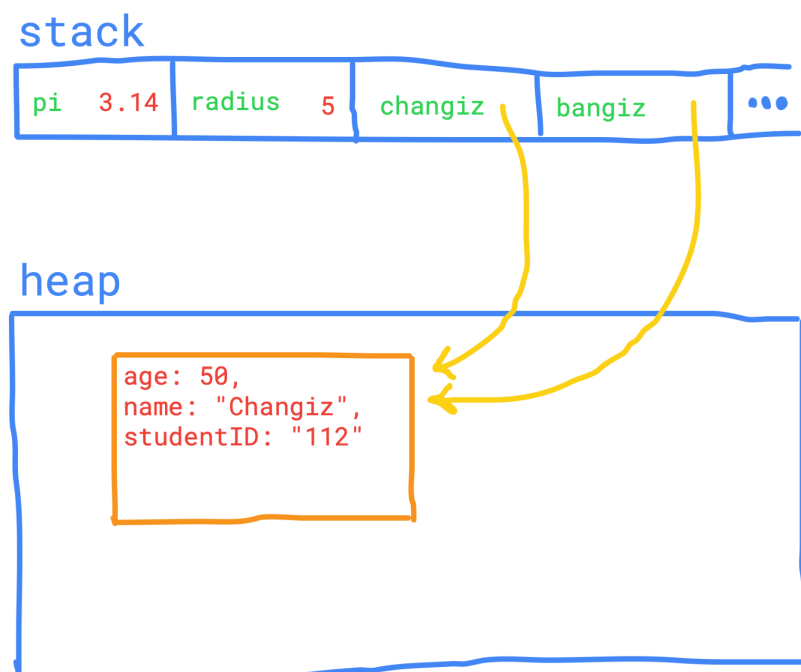 stack
pi 3.14 radius 5 changiz bangiz ...
heap
age: 50,
name: "Changiz",
studentID: "112"